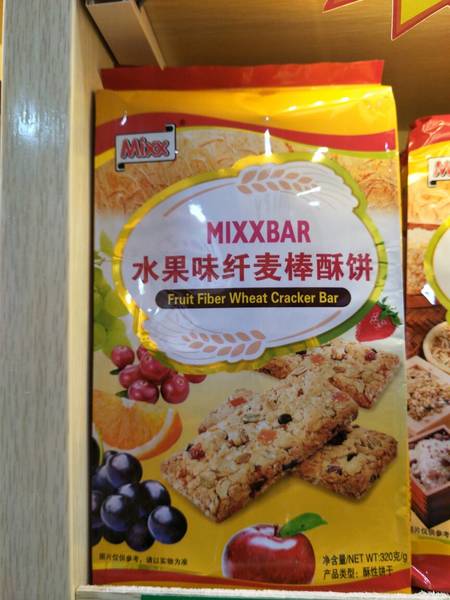 Mixx
MIXXBAR
水果味纤麦棒酥饼
Fruit Fiber Wheat Cracker Bar
净含量/NET WT:320克/g
产品类型：酥性饼干
图片仅供参考，请以实物为准